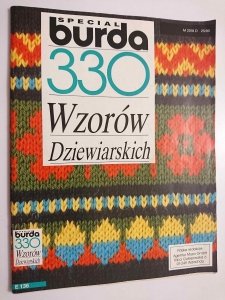 SPECIAL
burda
330
Wzorów
Dziewiarskich
burda
330
Wzorów
Dziewiarskich
E 136